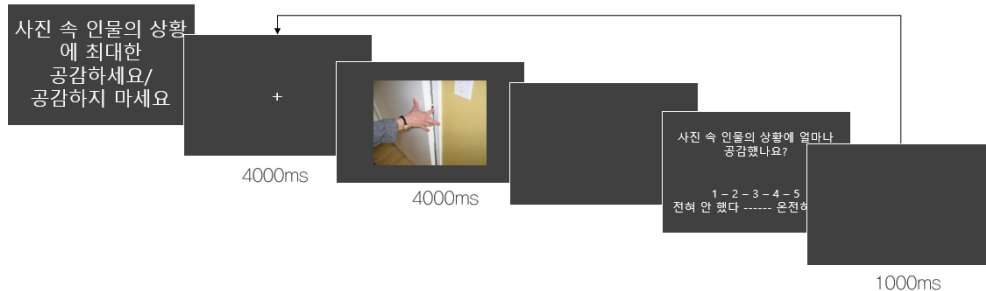 사진 속 인물의 상황
에 최대한
공감하세요/
공감하지 마세요
+
4000ms
4000ms
사진 속 인물의 상황에 얼마나
공감했나요?
1 – 2 – 3 – 4 – 5
전혀 안 했다 ------ 온전히
1000ms